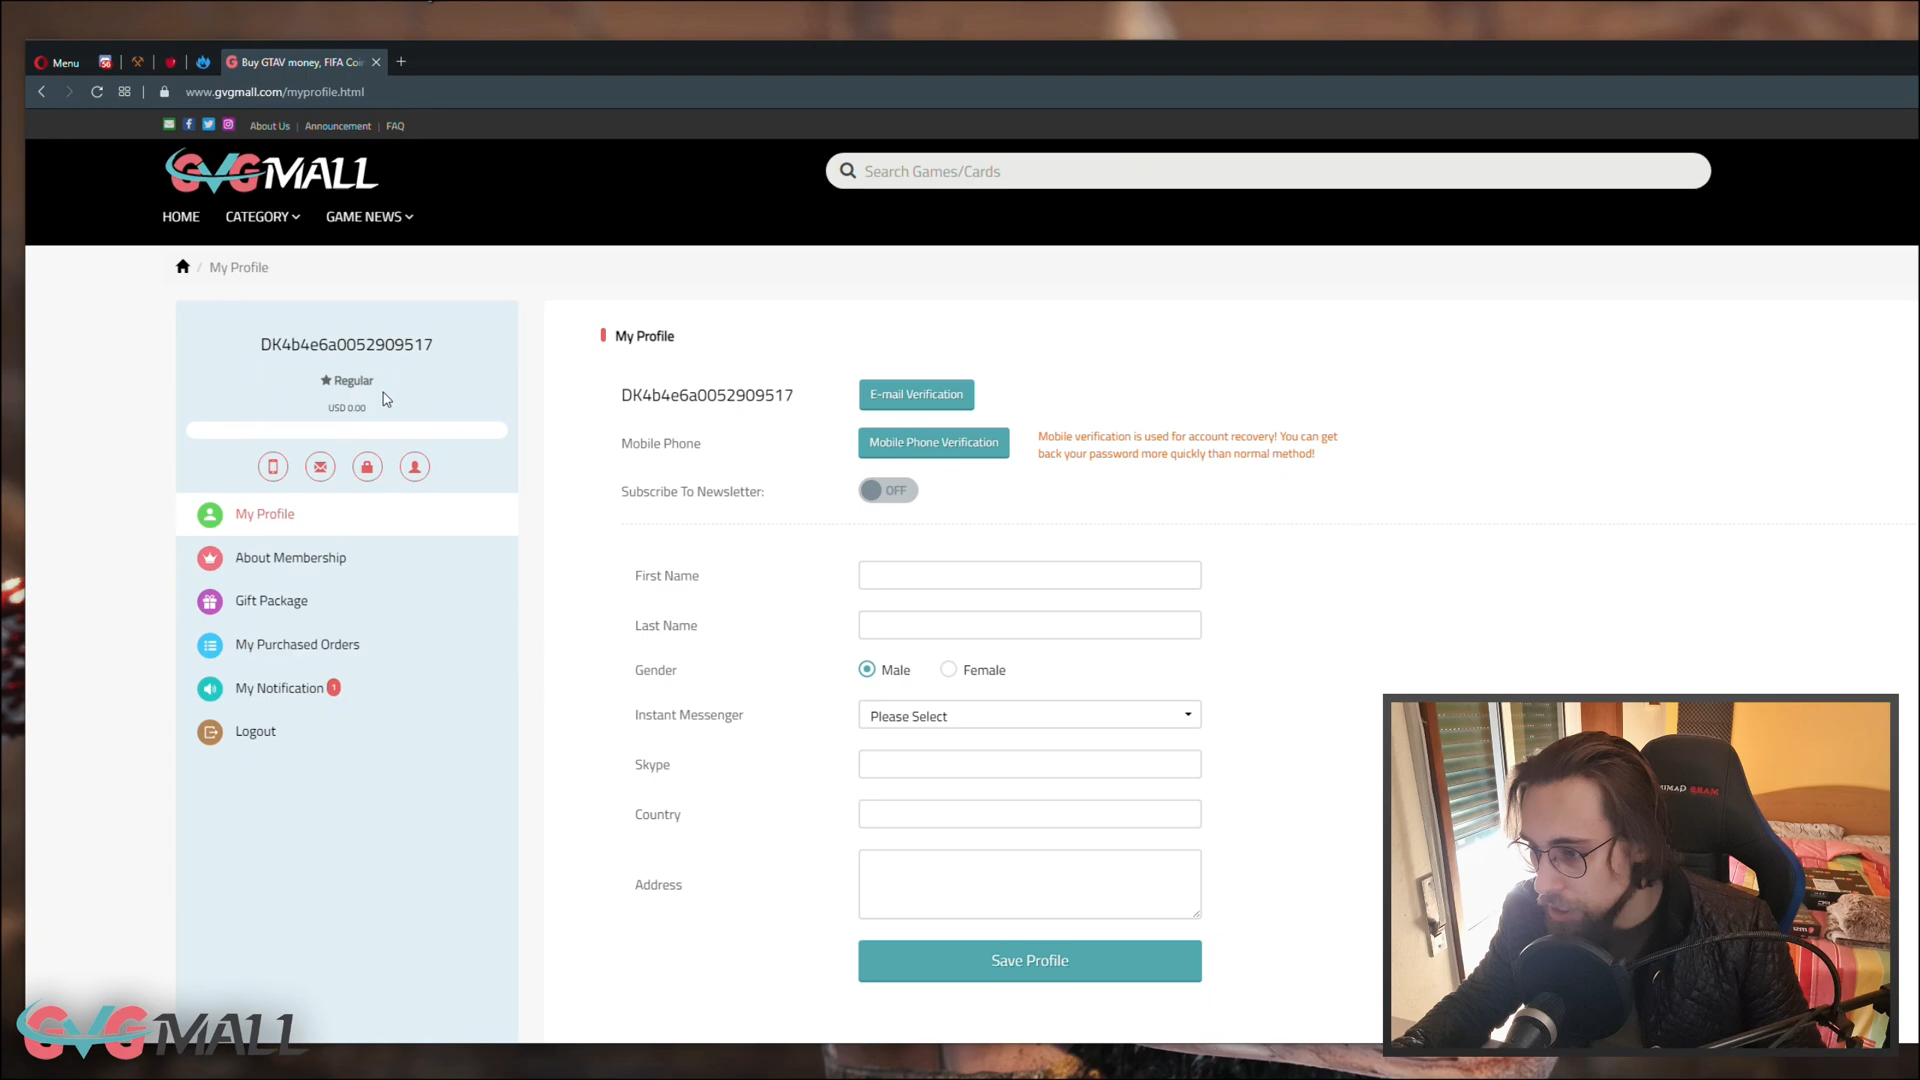 Menu
Buy GTAV money, FIFA Coi
www.gvgmall.com/myprofile.html
About Us | Announcement | FAQ
GVGMALL
Search Games/Cards
HOME CATEGORY GAME NEWS
/ My Profile
DK4b4e6a0052909517
Regular
USD 0.00
My Profile
About Membership
Gift Package
My Purchased Orders
My Notification 1
Logout
My Profile
DK4b4e6a0052909517 E-mail Verification
Mobile Phone Mobile Phone Verification
Mobile verification is used for account recovery! You can get
back your password more quickly than normal method!
Subscribe To Newsletter: OFF
First Name
Last Name
Gender Male Female
Instant Messenger Please Select
Skype
Country
Address
Save Profile
GVGMALL